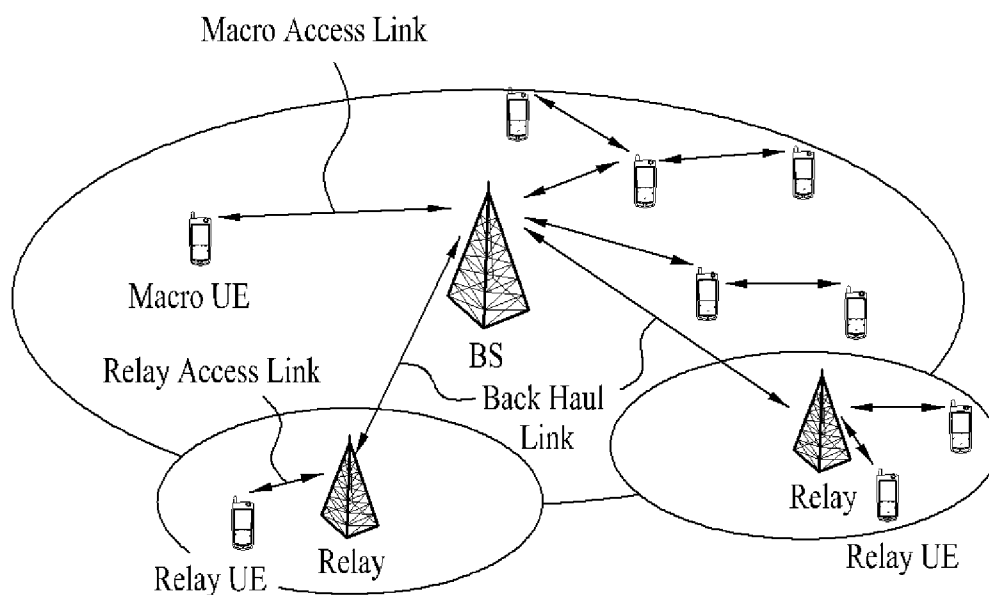 Macro Access Link
Macro UE
BS
Relay Access Link
Back Haul
Link
Relay
Relay UE
Relay
Relay UE